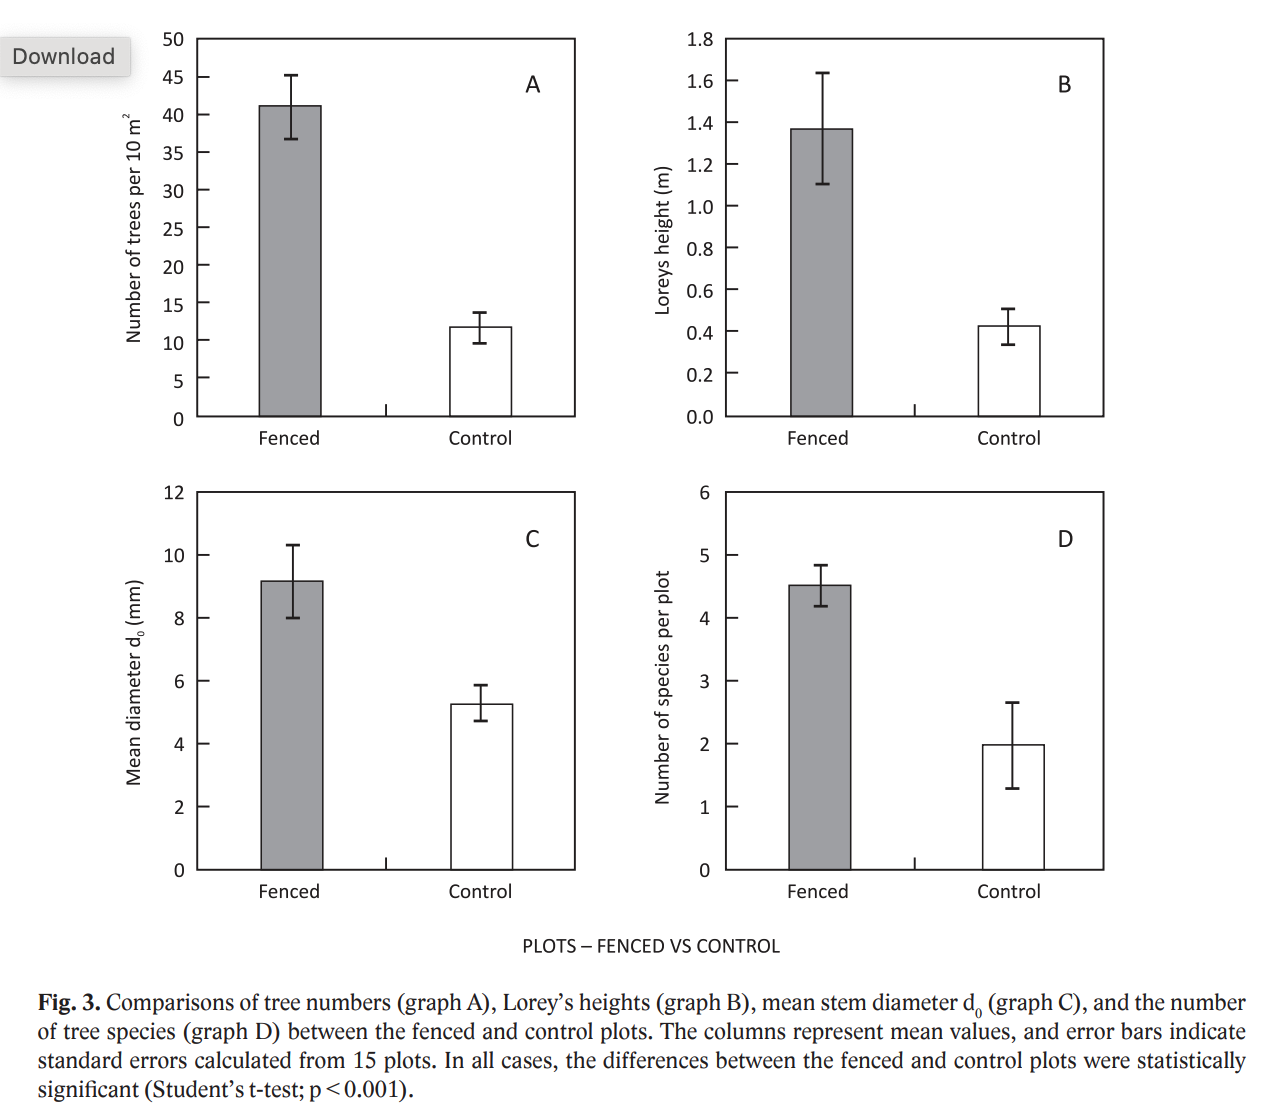 Download
50
45
40
35
30
25
20
15
10
5
0
Number of trees per 10 m²
A
Fenced Control
1.8
1.6
1.4
1.2
1.0
0.8
0.6
0.4
0.2
0.0
Loreys height (m)
B
Fenced Control
12
10
8
6
4
2
0
Mean diameter d₀ (mm)
C
Fenced Control
6
5
4
3
2
1
0
Number of species per plot
D
Fenced Control
PLOTS – FENCED VS CONTROL
Fig. 3. Comparisons of tree numbers (graph A), Lorey’s heights (graph B), mean stem diameter d₀ (graph C), and the number
of tree species (graph D) between the fenced and control plots. The columns represent mean values, and error bars indicate
standard errors calculated from 15 plots. In all cases, the differences between the fenced and control plots were statistically
significant (Student’s t-test; p < 0.001).